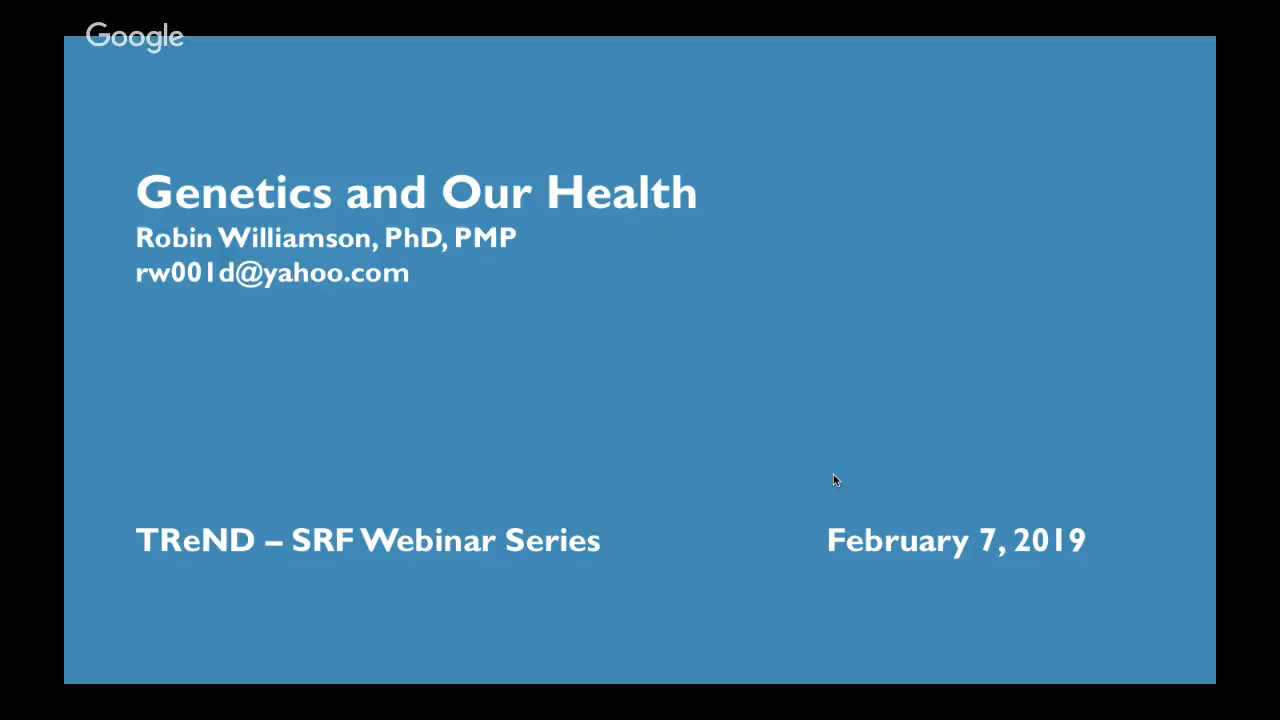 Google
Genetics and Our Health
Robin Williamson, PhD, PMP
rw001d@yahoo.com
TReND – SRF Webinar Series
February 7, 2019